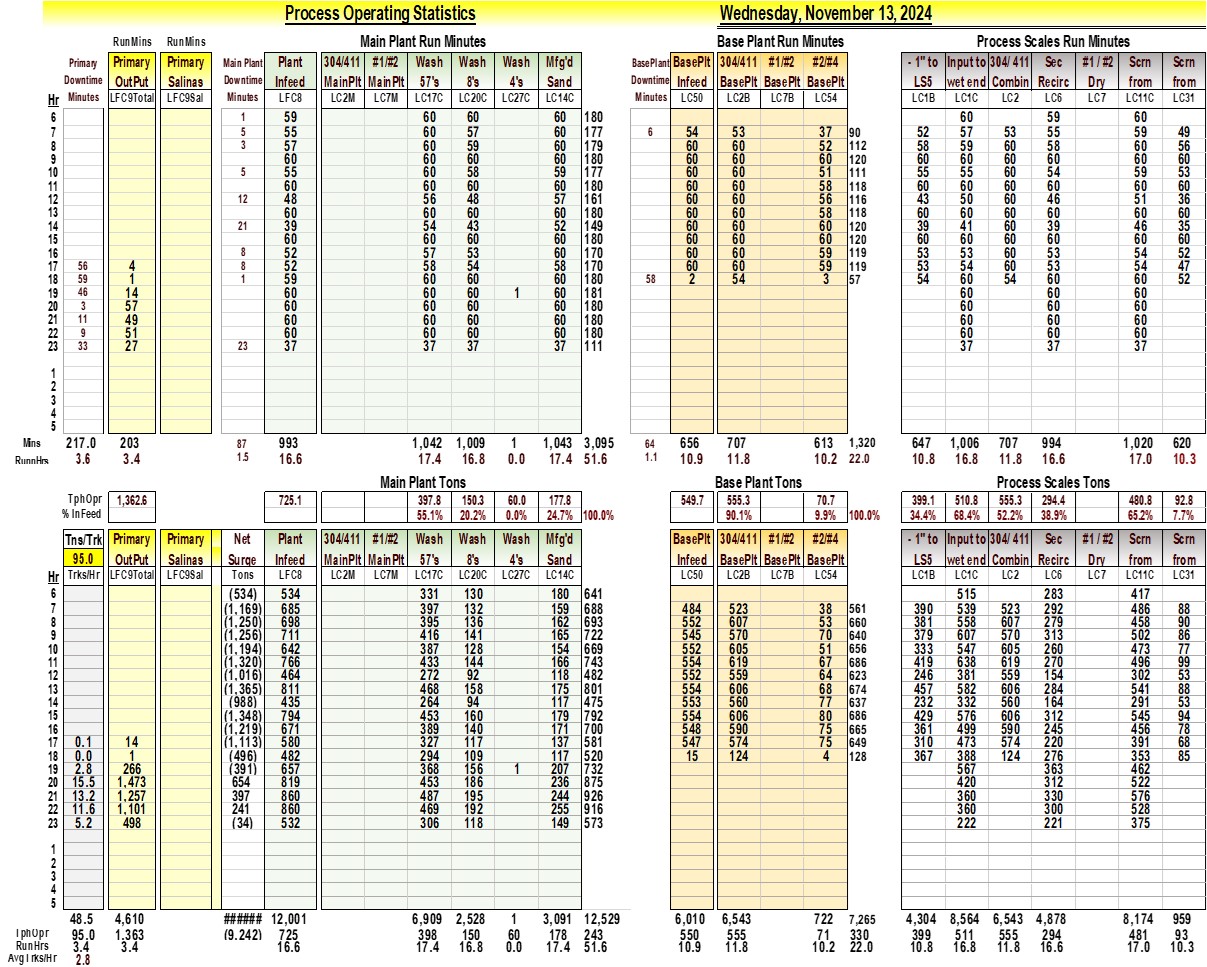 Process Operating Statistics Wednesday, November 13, 2024
RunMins RunMins Main Plant Run Minutes Base Plant Run Minutes Process Scales Run Minutes
Primary Primary Primary Main Plant Plant 304/411 #1/#2 Wash Wash Wash Mfg'd BasePlant BasePlt 304/411 #1/#2 #2/#4 - 1" to Input to 304/ 411 Sec #1 / #2 Scrn Scrn
Downtime OutPut Salinas Downtime Infeed MainPlt MainPlt 57's 8's 4's Sand Downtime Infeed BasePlt BasePlt BasePlt LS5 wet end Combin Recirc Dry from from
Hr Minutes LFC9Total LFC9Sal Minutes LFC8 LC2M LC7M LC17C LC20C LC27C LC14C Minutes LC50 LC2B LC7B LC54 LC1B LC1C LC2 LC6 LC7 LC11C LC31
6 1 59 60 60 60 180 60 59 60
7 5 55 60 57 60 177 6 54 53 37 90 52 57 53 55 59 49
8 3 57 60 59 60 179 60 60 52 112 58 59 60 58 60 56
9 60 60 60 60 180 60 60 60 120 60 60 60 60 60 60
10 5 55 60 58 59 177 60 60 51 111 55 55 60 54 59 53
11 60 60 60 60 180 60 60 58 118 60 60 60 60 60 60
12 12 48 56 48 57 161 60 60 56 116 43 50 60 46 51 36
13 60 60 60 60 180 60 60 58 118 60 60 60 60 60 60
14 21 39 54 43 52 149 60 60 60 120 39 41 60 39 46 35
15 60 60 60 60 180 60 60 60 120 60 60 60 60 60 60
16 8 52 57 53 60 170 60 60 59 119 53 53 60 53 54 52
17 56 4 8 52 58 54 58 170 60 60 59 119 53 54 60 53 54 47
18 59 1 1 59 60 60 60 180 58 2 54 3 57 54 60 54 60 60 52
19 46 14 60 60 60 1 60 181 60 60 60
20 3 57 60 60 60 60 180 60 60 60
21 11 49 60 60 60 60 180 60 60 60
22 9 51 60 60 60 60 180 60 60 60
23 33 27 23 37 37 37 37 111 37 37 37
1
2
3
4
5
Mins 217.0 203 87 993 1,042 1,009 1 1,043 3,095 64 656 707 613 1,320 647 1,006 707 994 1,020 620
RunnHrs 3.6 3.4 1.5 16.6 17.4 16.8 0.0 17.4 51.6 1.1 10.9 11.8 10.2 22.0 10.8 16.8 11.8 16.6 17.0 10.3
Main Plant Tons Base Plant Tons Process Scales Tons
TphOpr 1,362.6 725.1 397.8 150.3 60.0 177.8 549.7 555.3 70.7 399.1 510.8 555.3 294.4 480.8 92.8
% InFeed 55.1% 20.2% 0.0% 24.7% 100.0% 90.1% 9.9% 100.0% 34.4% 68.4% 52.2% 38.9% 65.2% 7.7%
Tns/Trk Primary Primary Net Plant 304/411 #1/#2 Wash Wash Wash Mfg'd BasePlt 304/411 #1/#2 #2/#4 - 1" to Input to 304/ 411 Sec #1 / #2 Scrn Scrn
95.0 OutPut Salinas Surge Infeed MainPlt MainPlt 57's 8's 4's Sand Infeed BasePlt BasePlt BasePlt LS5 wet end Combin Recirc Dry from from
Hr Trks/Hr LFC9Total LFC9Sal Tons LFC8 LC2M LC7M LC17C LC20C LC27C LC14C LC50 LC2B LC7B LC54 LC1B LC1C LC2 LC6 LC7 LC11C LC31
6 (534) 534 331 130 180 641 515 283 417
7 (1,169) 685 397 132 159 688 484 523 38 561 390 539 523 292 486 88
8 (1,250) 698 395 136 162 693 552 607 53 660 381 558 607 279 458 90
9 (1,256) 711 416 141 165 722 545 570 70 640 379 607 570 313 502 86
10 (1,194) 642 387 128 154 669 552 605 51 656 333 547 605 260 473 77
11 (1,320) 766 433 144 166 743 554 619 67 686 419 638 619 270 496 99
12 (1,016) 464 272 92 118 482 552 559 64 623 246 381 559 154 302 53
13 (1,365) 811 468 158 175 801 554 606 68 674 457 582 606 284 541 88
14 (988) 435 264 94 117 475 553 560 77 637 232 332 560 164 291 53
15 (1,348) 794 453 160 179 792 554 606 80 686 429 576 606 312 545 94
16 (1,219) 671 389 140 171 700 548 590 75 665 361 499 590 245 456 78
17 0.1 14 (1,113) 580 327 117 137 581 547 574 75 649 310 473 574 220 391 68
18 0.0 1 (496) 482 294 109 117 520 15 124 4 128 367 388 124 276 353 85
19 2.8 266 (391) 657 368 156 1 207 732 567 363 462
20 15.5 1,473 654 819 453 186 236 875 420 312 522
21 13.2 1,257 397 860 487 195 244 926 360 330 576
22 11.6 1,101 241 860 469 192 255 916 360 300 528
23 5.2 498 (34) 532 306 118 149 573 222 221 375
1
2
3
4
5
48.5 4,610 ###### 12,001 6,909 2,528 1 3,091 12,529 6,010 6,543 722 7,265 4,304 8,564 6,543 4,878 8,174 959
TphOpr 95.0 1,363 (9,242) 725 398 150 60 178 243 550 555 71 330 399 511 555 294 481 93
RunHrs 3.4 3.4 16.6 17.4 16.8 0.0 17.4 51.6 10.9 11.8 10.2 22.0 10.8 16.8 11.8 16.6 17.0 10.3
AvgTrks/Hr 2.8